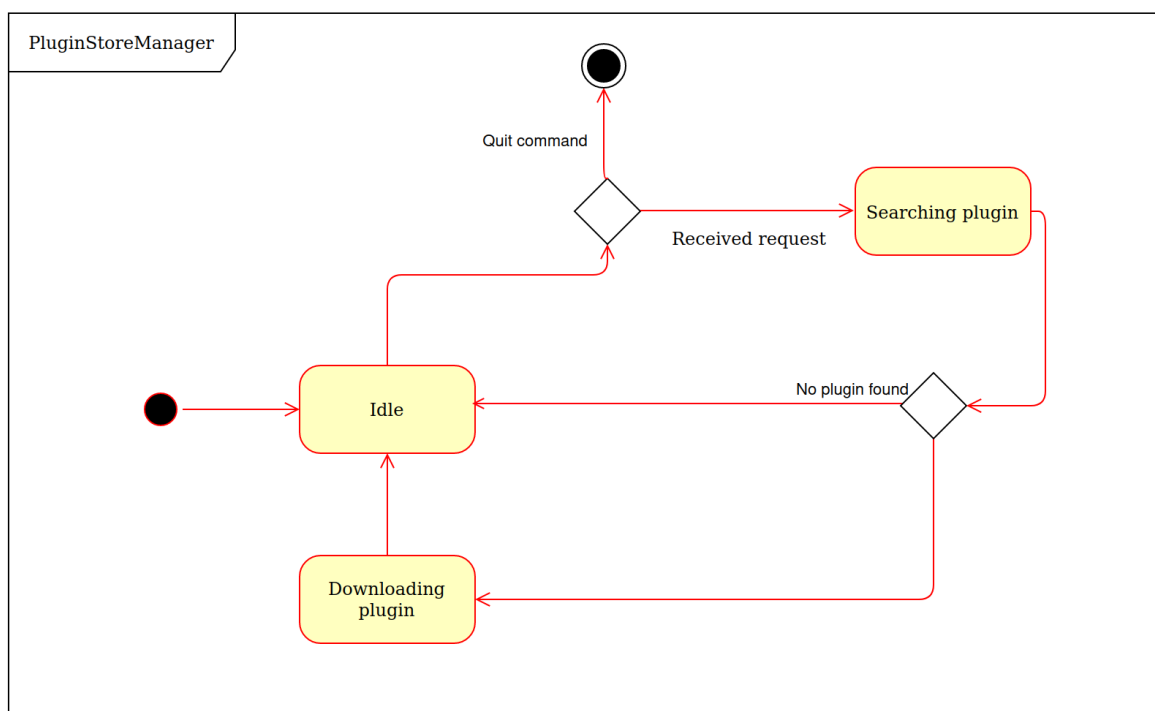 PluginStoreManager
Quit command
Searching plugin
Received request
No plugin found
Idle
Downloading
plugin